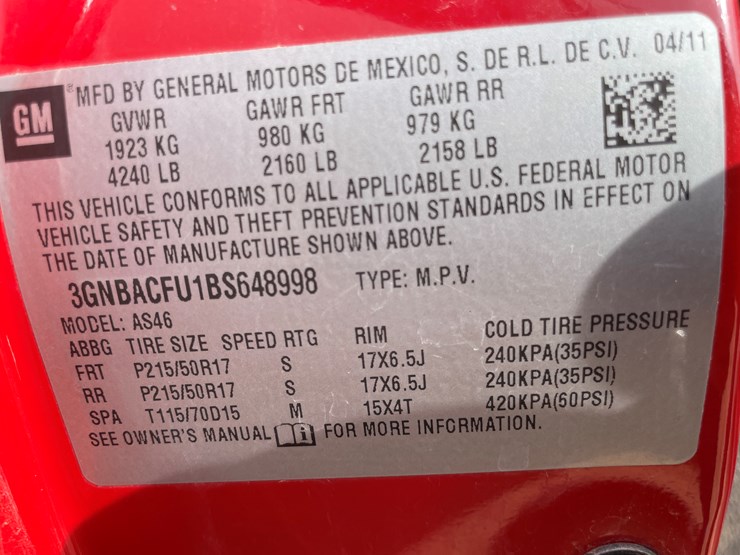 GM
® MFD BY GENERAL MOTORS DE MEXICO, S. DE R.L. DE C.V. 04/11
GVWR GAWR FRT GAWR RR
1923 KG 980 KG 979 KG
4240 LB 2160 LB 2158 LB
THIS VEHICLE CONFORMS TO ALL APPLICABLE U.S. FEDERAL MOTOR
VEHICLE SAFETY AND THEFT PREVENTION STANDARDS IN EFFECT ON
THE DATE OF MANUFACTURE SHOWN ABOVE.
3GNBACFU1BS648998 TYPE: M.P.V.
MODEL: AS46
ABBG TIRE SIZE SPEED RTG RIM COLD TIRE PRESSURE
FRT P215/50R17 S 17X6.5J 240KPA(35PSI)
RR P215/50R17 S 17X6.5J 240KPA(35PSI)
SPA T115/70D15 M 15X4T 420KPA(60PSI)
SEE OWNER'S MANUAL i FOR MORE INFORMATION.